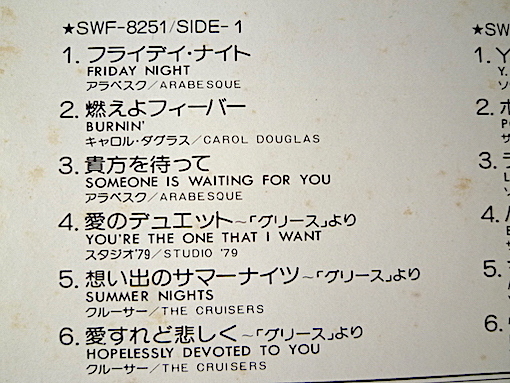 ★SWF-8251/SIDE-1
1. フライデイ・ナイト
FRIDAY NIGHT
アラベスク/ARABESQUE
2. 燃えよフィーバー
BURNIN'
キャロル・ダグラス/CAROL DOUGLAS
3. 貴方を待って
SOMEONE IS WAITING FOR YOU
アラベスク/ARABESQUE
4. 愛のデュエット~「グリース」より
YOU'RE THE ONE THAT I WANT
スタジオ'79/STUDIO '79
5. 想い出のサマーナイツ~「グリース」より
SUMMER NIGHTS
クルーサー/THE CRUISERS
6. 愛すれど悲しく~「グリース」より
HOPELESSLY DEVOTED TO YOU
クルーサー/THE CRUISERS
★SW
1. Y
Y.
2.
3.
4.
5.
6.